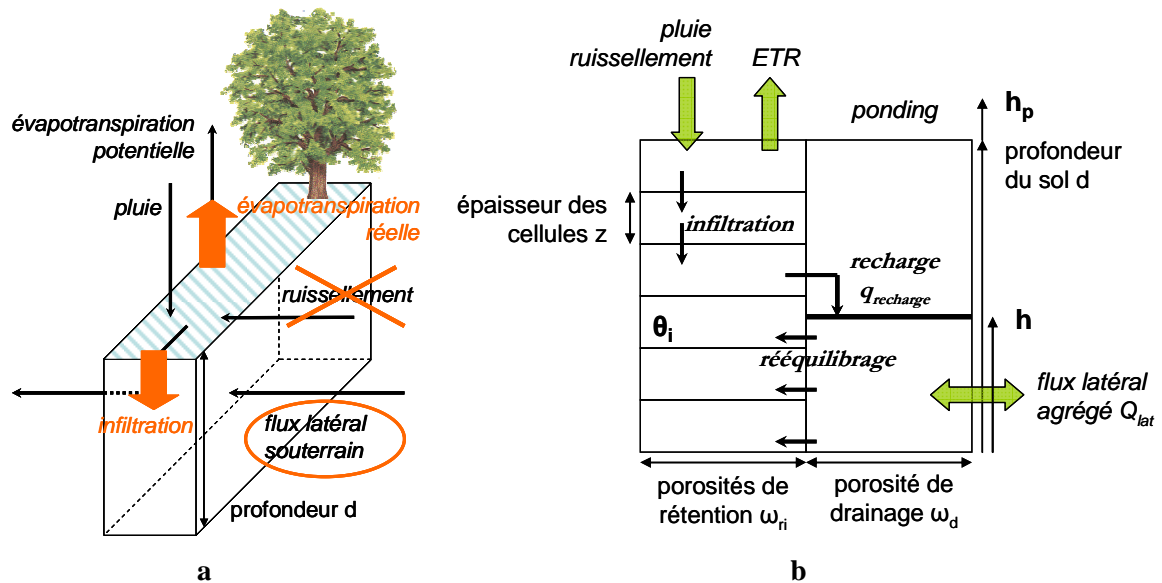 évapotranspiration
potentielle
pluie
évapotranspiration
réelle
ruissellement
infiltration
flux latéral
souterrain
profondeur d
a
pluie
ruissellement
ETR
ponding
hp
profondeur
du sol d
épaisseur des
cellules z
infiltration
recharge
qrecharge
θi
h
rééquilibrage
flux latéral
agrégé Qlat
porosités de
rétention ωri
porosité de
drainage ωd
b